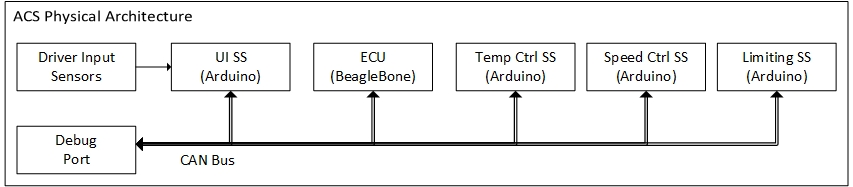 ACS Physical Architecture
Driver Input
Sensors
UI SS
(Arduino)
ECU
(BeagleBone)
Temp Ctrl SS
(Arduino)
Speed Ctrl SS
(Arduino)
Limiting SS
(Arduino)
Debug
Port
CAN Bus